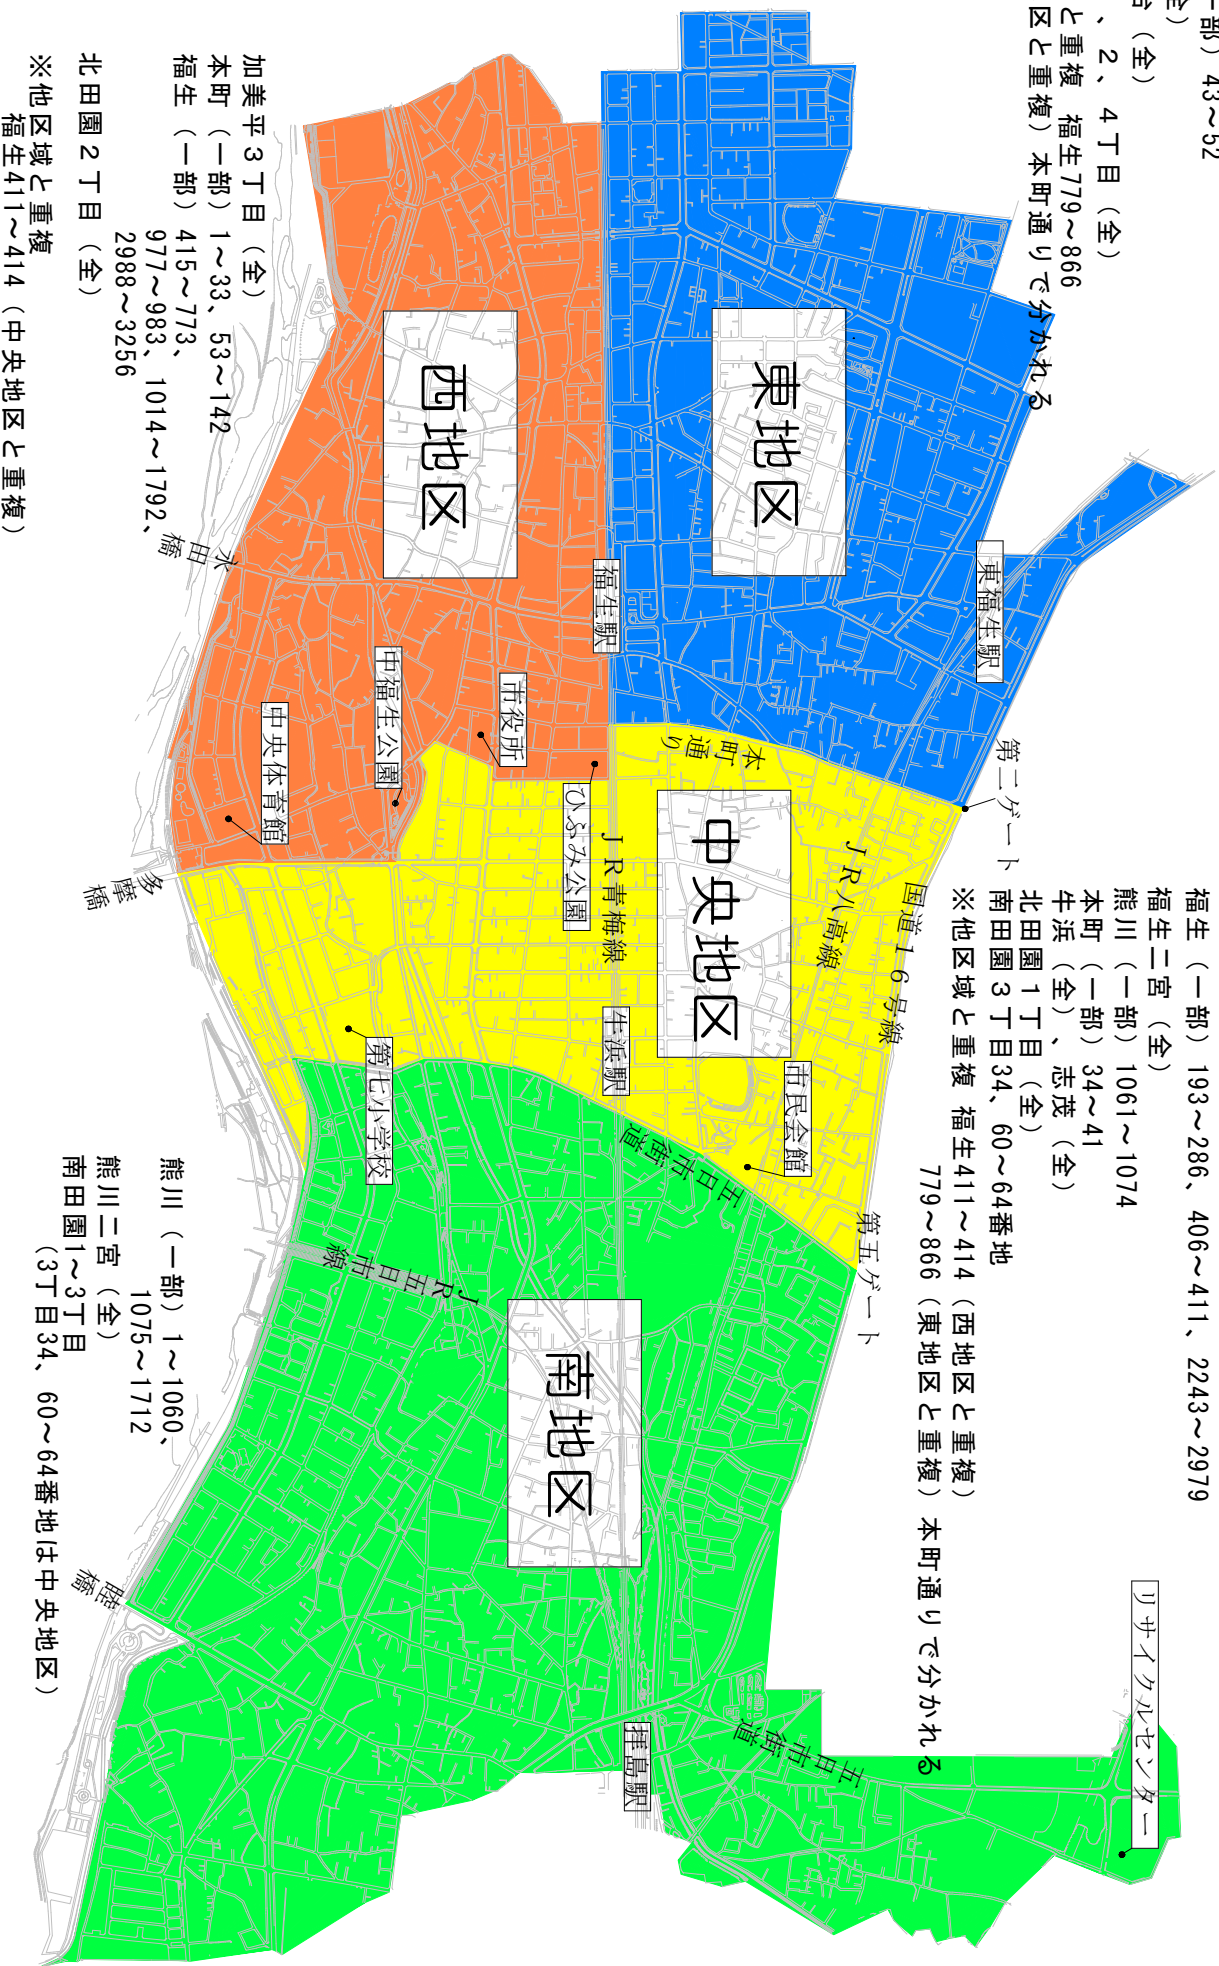 一部）43～52
全）
台（全）
、２、４丁目（全）
と重複 福生779～866
区と重複）本町通りで分かれる
東地区
東福生駅
福生駅
第二ゲート
西地区
市役所
中福生公園
中央体育館
ひふみ公園
永田橋
多摩橋
加美平３丁目（全）
本町（一部）1～33、53～142
福生（一部）415～773、
977～983、1014～1792、
2988～3256
北田園２丁目（全）
※他区域と重複
福生411～414（中央地区と重複）
福生（一部）193～286、406～411、2243～2979
福生二宮（全）
熊川（一部）1061～1074
本町（一部）34～41
牛浜（全）、志茂（全）
北田園１丁目（全）
南田園３丁目34、60～64番地
※他区域と重複 福生411～414（西地区と重複）
779～866（東地区と重複）本町通りで分かれる
国道１６号線
ＪＲ八高線
本町通り
中央地区
ＪＲ青梅線
牛浜駅
市民会館
第七小学校
五日市街道
第五ゲート
南地区
ＪＲ五日市線
拝島駅
五日市街道
リサイクルセンター
睦橋
熊川（一部）1～1060、
1075～1712
熊川二宮（全）
南田園1～3丁目
（3丁目34、60～64番地は中央地区）